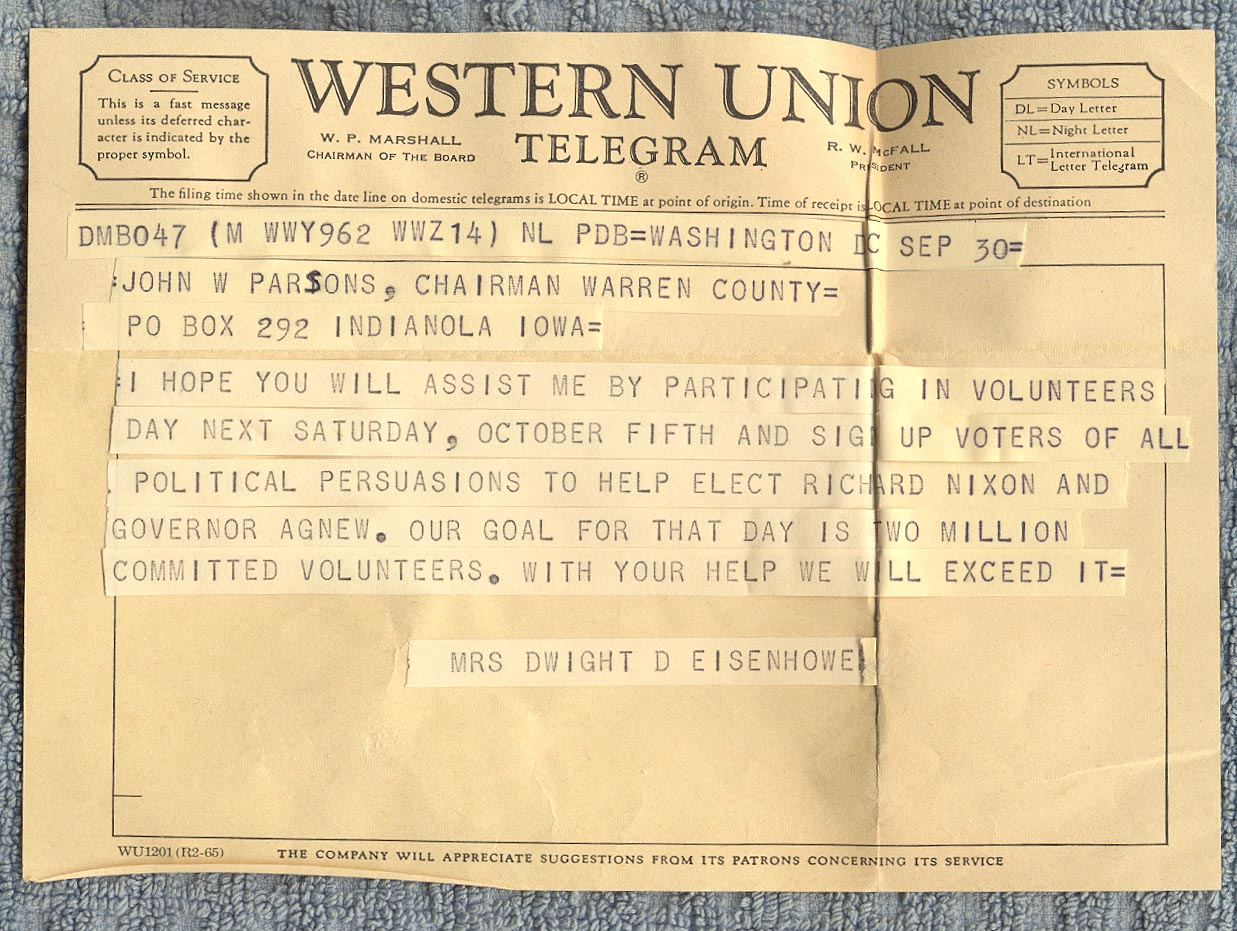 CLASS OF SERVICE
This is a fast message
unless its deferred char-
acter is indicated by the
proper symbol.
WESTERN UNION
TELEGRAM
®
W. P. MARSHALL
CHAIRMAN OF THE BOARD
R. W. McFALL
PRESIDENT
SYMBOLS
DL=Day Letter
NL=Night Letter
LT=International
Letter Telegram
The filing time shown in the date line on domestic telegrams is LOCAL TIME at point of origin. Time of receipt is LOCAL TIME at point of destination
DMB047 (M WWY962 WWZ14) NL PDB=WASHINGTON DC SEP 30=
:JOHN W PARSONS, CHAIRMAN WARREN COUNTY=
PO BOX 292 INDIANOLA IOWA=
:I HOPE YOU WILL ASSIST ME BY PARTICIPATIG IN VOLUNTEERS
DAY NEXT SATURDAY, OCTOBER FIFTH AND SIGN UP VOTERS OF ALL
POLITICAL PERSUASIONS TO HELP ELECT RICHARD NIXON AND
GOVERNOR AGNEW. OUR GOAL FOR THAT DAY IS TWO MILLION
COMMITTED VOLUNTEERS. WITH YOUR HELP WE WILL EXCEED IT=
MRS DWIGHT D EISENHOWER
WU1201 (R2-65)
THE COMPANY WILL APPRECIATE SUGGESTIONS FROM ITS PATRONS CONCERNING ITS SERVICE